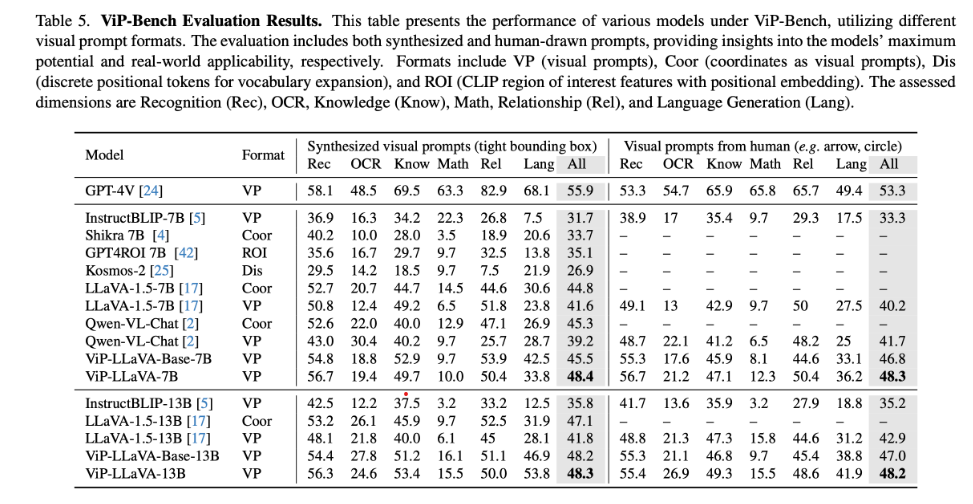 Table 5. ViP-Bench Evaluation Results. This table presents the performance of various models under ViP-Bench, utilizing different
visual prompt formats. The evaluation includes both synthesized and human-drawn prompts, providing insights into the models' maximum
potential and real-world applicability, respectively. Formats include VP (visual prompts), Coor (coordinates as visual prompts), Dis
(discrete positional tokens for vocabulary expansion), and ROI (CLIP region of interest features with positional embedding). The assessed
dimensions are Recognition (Rec), OCR, Knowledge (Know), Math, Relationship (Rel), and Language Generation (Lang).
Model Format Synthesized visual prompts (tight bounding box) Visual prompts from human (e.g. arrow, circle)
Rec OCR Know Math Rel Lang All Rec OCR Know Math Rel Lang All
GPT-4V [24] VP 58.1 48.5 69.5 63.3 82.9 68.1 55.9 53.3 54.7 65.9 65.8 65.7 49.4 53.3
InstructBLIP-7B [5] VP 36.9 16.3 34.2 22.3 26.8 7.5 31.7 38.9 17 35.4 9.7 29.3 17.5 33.3
Shikra 7B [4] Coor 40.2 10.0 28.0 3.5 18.9 20.6 33.7 – – – – – – –
GPT4ROI 7B [42] ROI 35.6 16.7 29.7 9.7 32.5 13.8 35.1 – – – – – – –
Kosmos-2 [25] Dis 29.5 14.2 18.5 9.7 7.5 21.9 26.9 – – – – – – –
LLaVA-1.5-7B [17] Coor 52.7 20.7 44.7 14.5 44.6 30.6 44.8 – – – – – – –
LLaVA-1.5-7B [17] VP 50.8 12.4 49.2 6.5 51.8 23.8 41.6 49.1 13 42.9 9.7 50 27.5 40.2
Qwen-VL-Chat [2] Coor 52.6 22.0 40.0 12.9 47.1 26.9 45.3 – – – – – – –
Qwen-VL-Chat [2] VP 43.0 30.4 40.2 9.7 25.7 28.7 39.2 48.7 22.1 41.2 6.5 48.2 25 41.7
ViP-LLaVA-Base-7B VP 54.8 18.8 52.9 9.7 53.9 42.5 45.5 55.3 17.6 45.9 8.1 44.6 33.1 46.8
ViP-LLaVA-7B VP 56.7 19.4 49.7 10.0 50.4 33.8 48.4 56.7 21.2 47.1 12.3 50.4 36.2 48.3
InstructBLIP-13B [5] VP 42.5 12.2 37.5 3.2 33.2 12.5 35.8 41.7 13.6 35.9 3.2 27.9 18.8 35.2
LLaVA-1.5-13B [17] Coor 53.2 26.1 45.9 9.7 52.5 31.9 47.1 – – – – – – –
LLaVA-1.5-13B [17] VP 48.1 21.8 40.0 6.1 45 28.1 41.8 48.8 21.3 47.3 15.8 44.6 31.2 42.9
ViP-LLaVA-Base-13B VP 54.4 27.8 51.2 16.1 51.1 46.9 48.2 55.3 21.1 46.8 9.7 45.4 38.8 47.0
ViP-LLaVA-13B VP 56.3 24.6 53.4 15.5 50.0 53.8 48.3 55.4 26.9 49.3 15.5 48.6 41.9 48.2